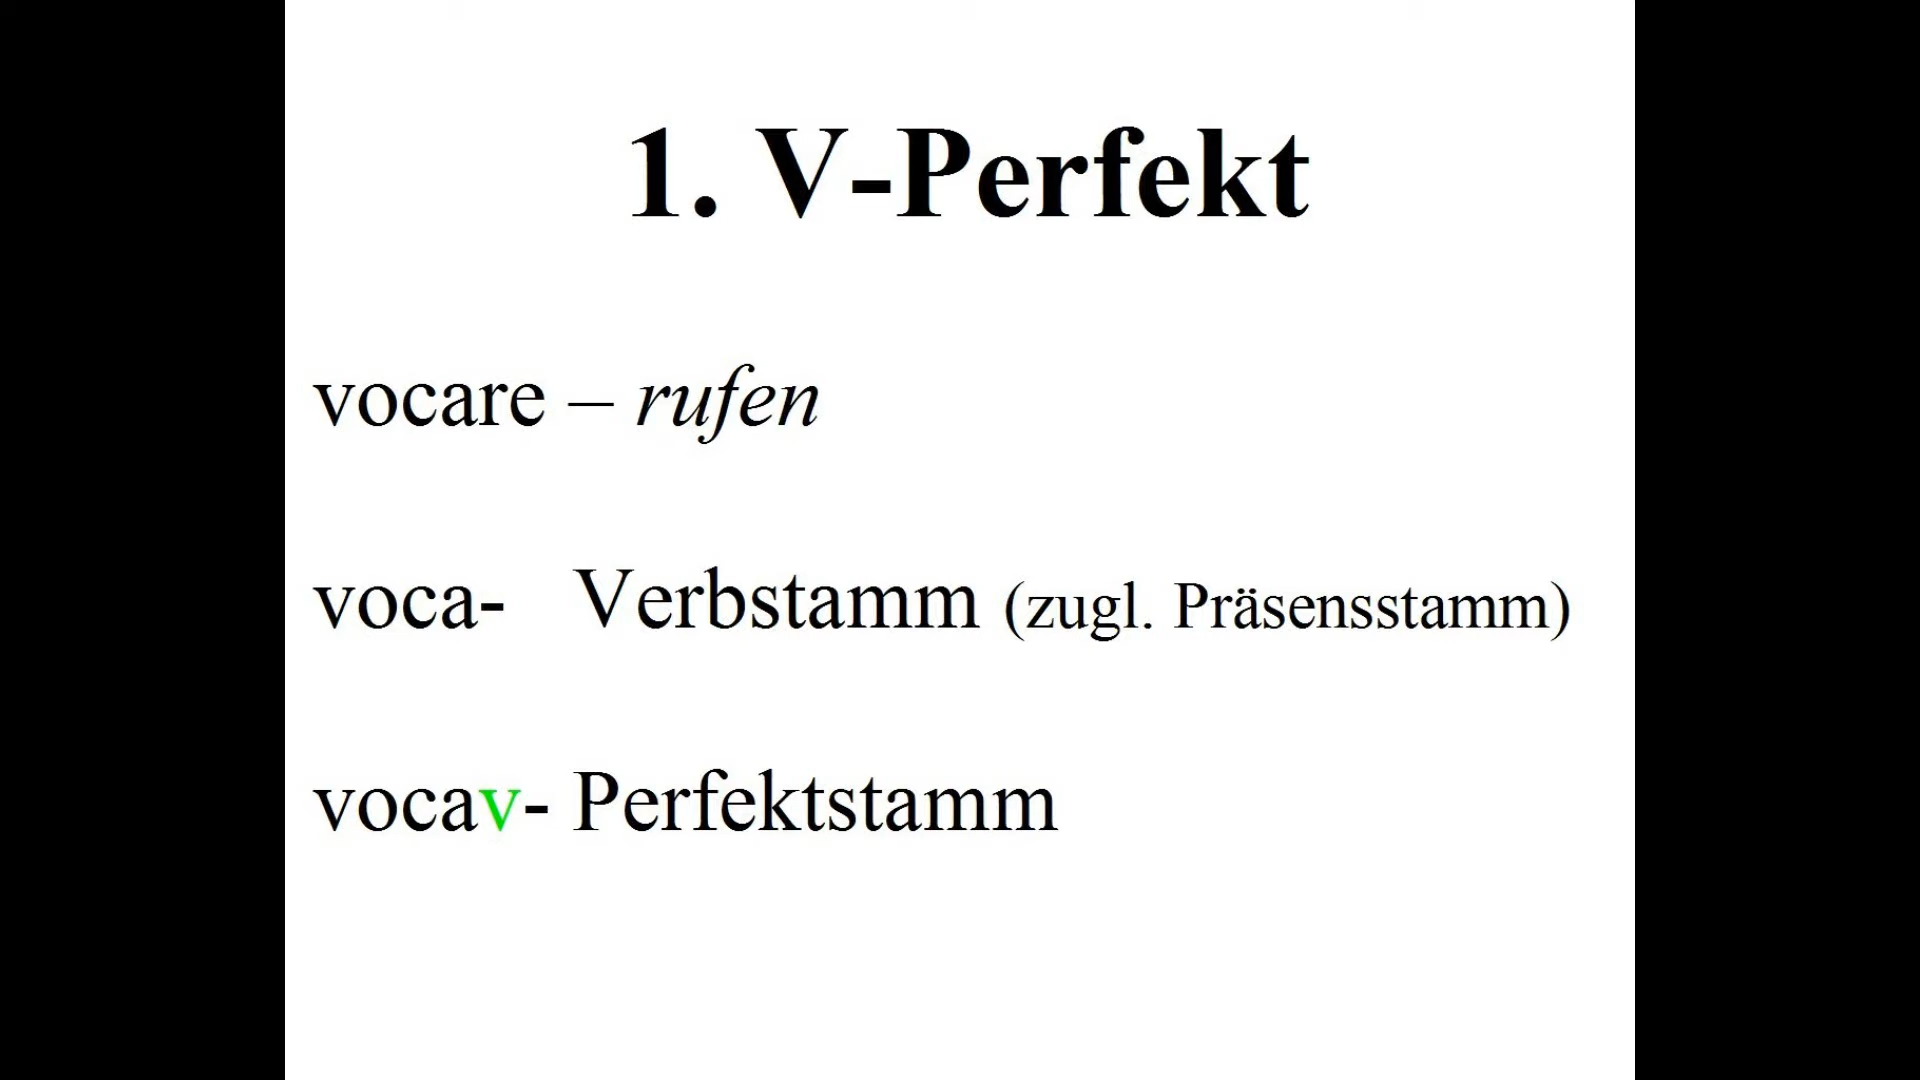 1. V-Perfekt
vocare – rufen
voca- Verbstamm (zugl. Präsensstamm)
vocav- Perfektstamm